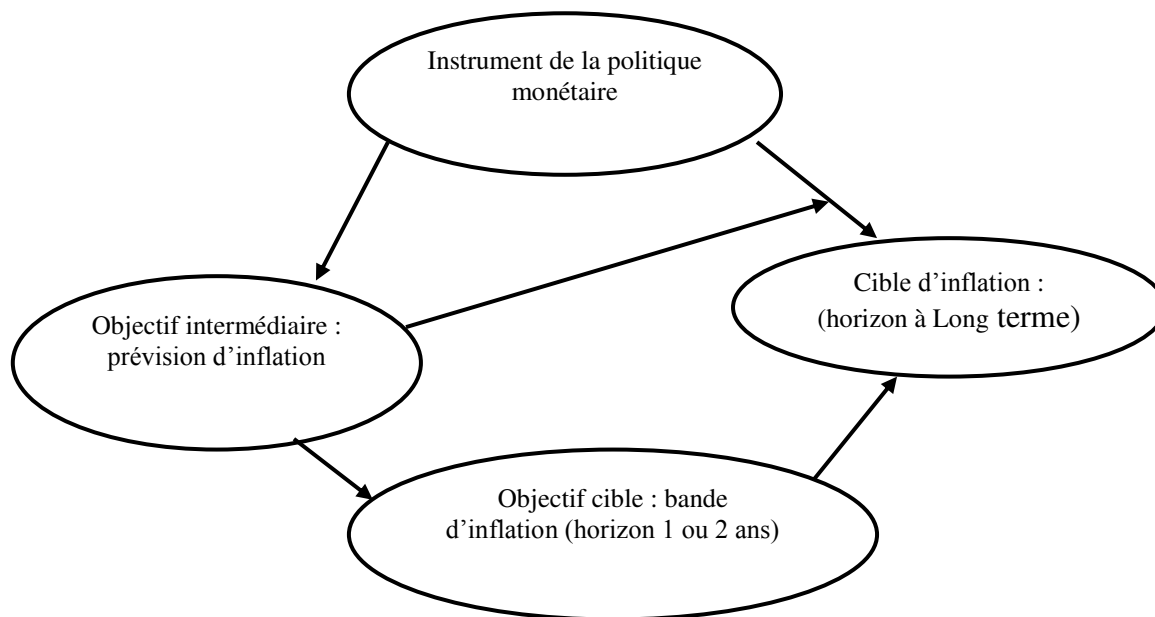 Instrument de la politique
monétaire
Cible d’inflation :
(horizon à Long terme)
Objectif intermédiaire :
prévision d’inflation
Objectif cible : bande
d’inflation (horizon 1 ou 2 ans)